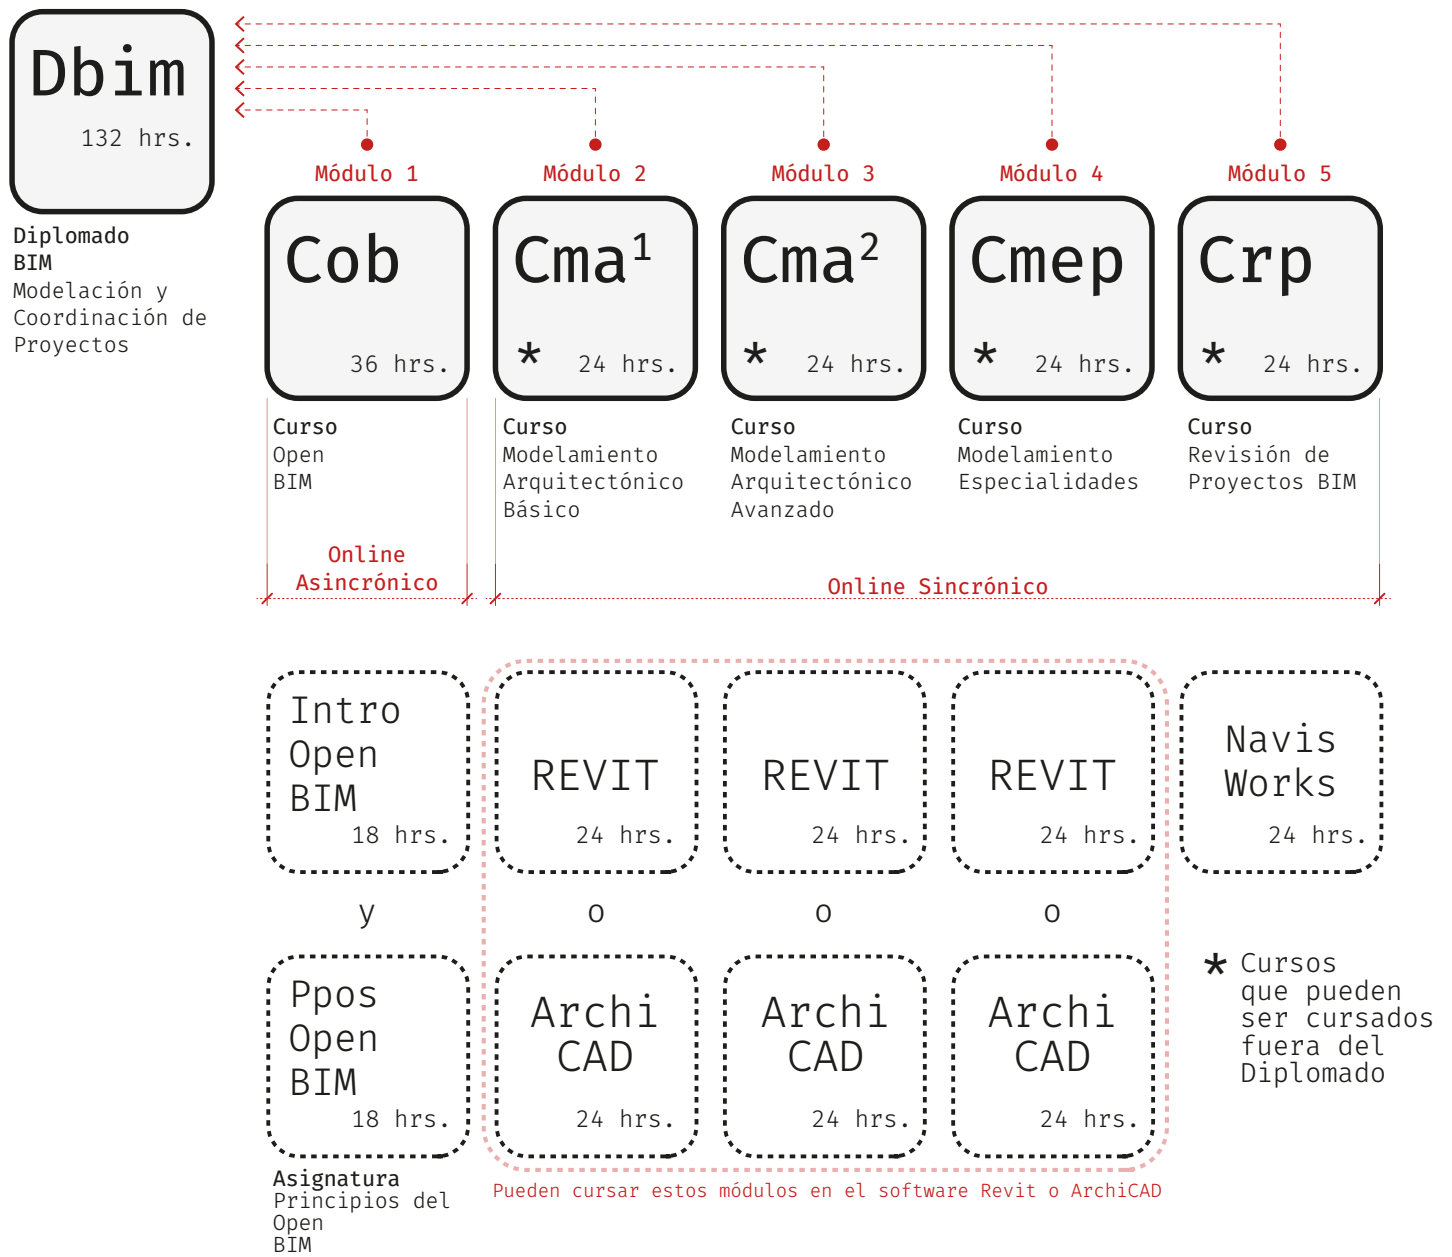 Dbim
132 hrs.
Diplomado
BIM
Modelación y
Coordinación de
Proyectos
Módulo 1
Cob
36 hrs.
Curso
Open
BIM
Módulo 2
Cma¹
* 24 hrs.
Curso
Modelamiento
Arquitectónico
Básico
Módulo 3
Cma²
* 24 hrs.
Curso
Modelamiento
Arquitectónico
Avanzado
Módulo 4
Cmep
* 24 hrs.
Curso
Modelamiento
Especialidades
Módulo 5
Crp
* 24 hrs.
Curso
Revisión de
Proyectos BIM
Online
Asincrónico
Online Sincrónico
Intro
Open
BIM
18 hrs.
REVIT
24 hrs.
REVIT
24 hrs.
REVIT
24 hrs.
Navis
Works
24 hrs.
y
o
o
o
Ppos
Open
BIM
18 hrs.
Archi
CAD
24 hrs.
Archi
CAD
24 hrs.
Archi
CAD
24 hrs.
* Cursos
que pueden
ser cursados
fuera del
Diplomado
Asignatura
Principios del
Open
BIM
Pueden cursar estos módulos en el software Revit o ArchiCAD